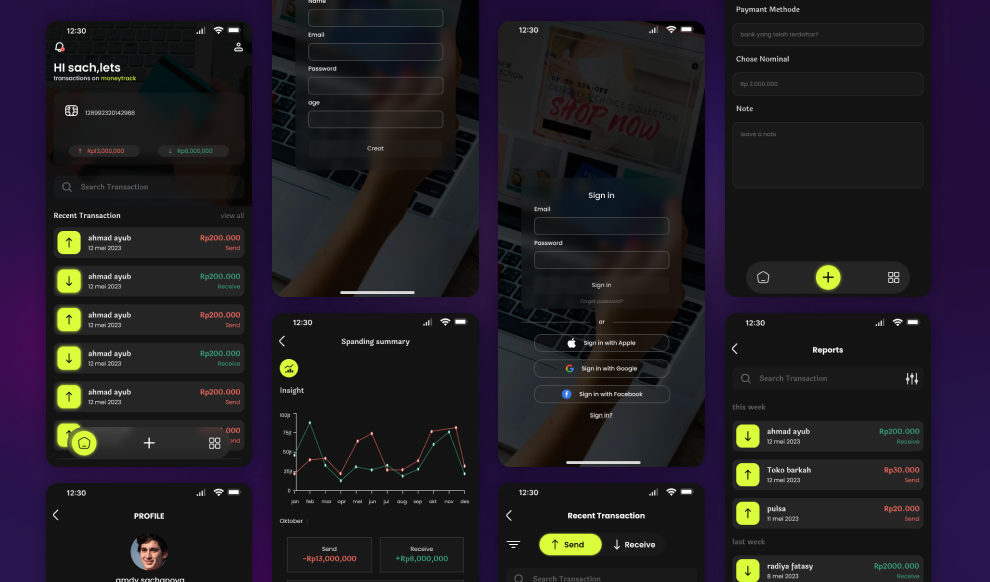 12:30
HI sach,lets
transactions on moneytrack
128992320142988
Rp13,000,000
Rp8,000,000
Search Transaction
Recent Transaction
view all
ahmad ayub
Rp200.000
12 mei 2023
Send
ahmad ayub
Rp200.000
12 mei 2023
Receive
ahmad ayub
Rp200.000
12 mei 2023
Send
ahmad ayub
Rp200.000
12 mei 2023
Receive
ahmad ayub
Rp200.000
12 mei 2023
Send
12:30
PROFILE
amdy sachanova
Name
Email
Password
age
Creat
12:30
Spanding summary
Insight
100jt
75jt
50jt
25jt
0
jan feb mar apr mei jun jul aug sep okt nov des
Oktober
Send
-Rp13,000,000
Receive
+Rp8,000,000
12:30
SHOP NOW
Sign in
Email
Password
Sign in
Forget password?
or
Sign in with Apple
Sign in with Google
Sign in with Facebook
Sign in?
12:30
Recent Transaction
Send
Receive
Search Transaction
Paymant Methode
bank yang telah terdaftar?
Chose Nominal
Rp 2.000.000
Note
leave a note
12:30
Reports
Search Transaction
this week
ahmad ayub
Rp200.000
12 mei 2023
Receive
Toko barkah
Rp30.000
12 mei 2023
Send
pulsa
Rp20.000
11 mei 2023
Send
last week
radiya fatasy
Rp2000.000
8 mei 2023
Receive